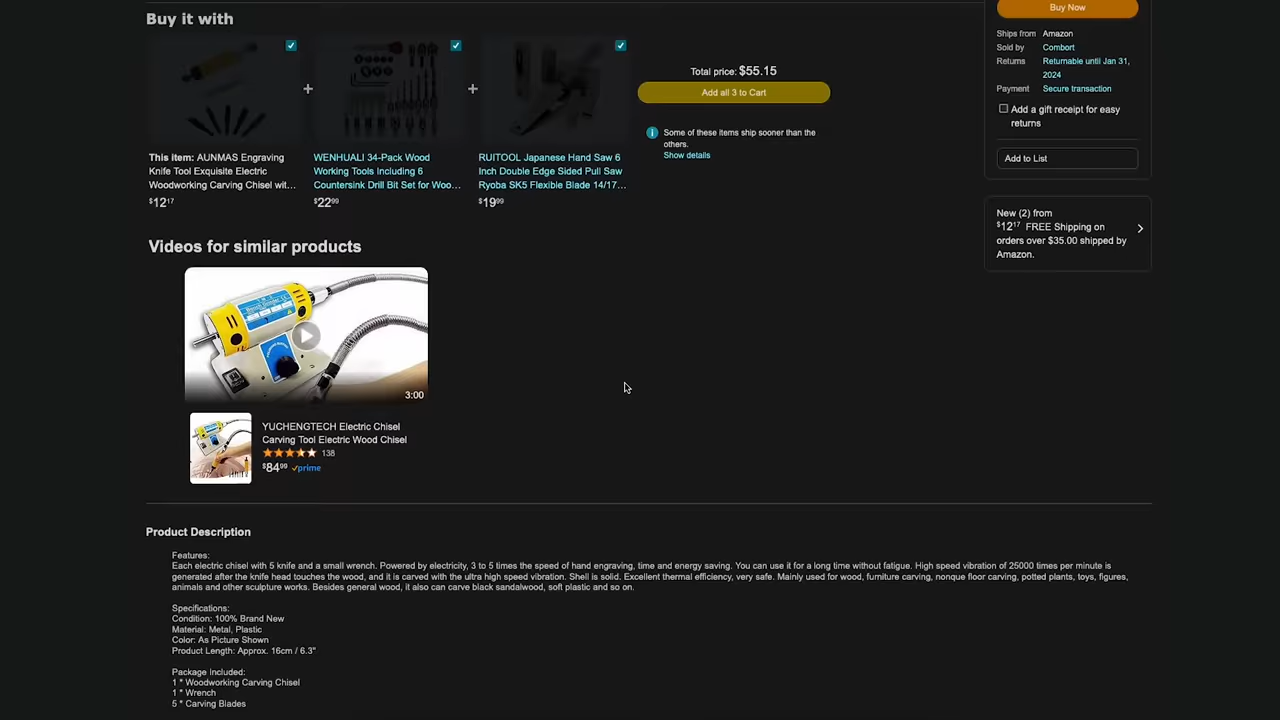 Buy it with
This item: AUNMAS Engraving
Knife Tool Exquisite Electric
Woodworking Carving Chisel wit...
$12 17
WENHUALI 34-Pack Wood
Working Tools Including 6
Countersink Drill Bit Set for Woo...
$22 99
RUITOOL Japanese Hand Saw 6
Inch Double Edge Sided Pull Saw
Ryoba SK5 Flexible Blade 14/17...
$19 99
Total price: $55.15
Add all 3 to Cart
Some of these items ship sooner than the
others.
Show details
Buy Now
Ships from Amazon
Sold by Combort
Returns Returnable until Jan 31,
2024
Payment Secure transaction
Add a gift receipt for easy
returns
Add to List
New (2) from
$12 17 FREE Shipping on
orders over $35.00 shipped by
Amazon.
Videos for similar products
3:00
YUCHENGTECH Electric Chisel
Carving Tool Electric Wood Chisel
138
$84 99 prime
Product Description
Features:
Each electric chisel with 5 knife and a small wrench. Powered by electricity, 3 to 5 times the speed of hand engraving, time and energy saving. You can use it for a long time without fatigue. High speed vibration of 25000 times per minute is
generated after the knife head touches the wood, and it is carved with the ultra high speed vibration. Shell is solid. Excellent thermal efficiency, very safe. Mainly used for wood, furniture carving, nonque floor carving, potted plants, toys, figures,
animals and other sculpture works. Besides general wood, it also can carve black sandalwood, soft plastic and so on.
Specifications:
Condition: 100% Brand New
Material: Metal, Plastic
Color: As Picture Shown
Product Length: Approx. 16cm / 6.3"
Package Included:
1 * Woodworking Carving Chisel
1 * Wrench
5 * Carving Blades